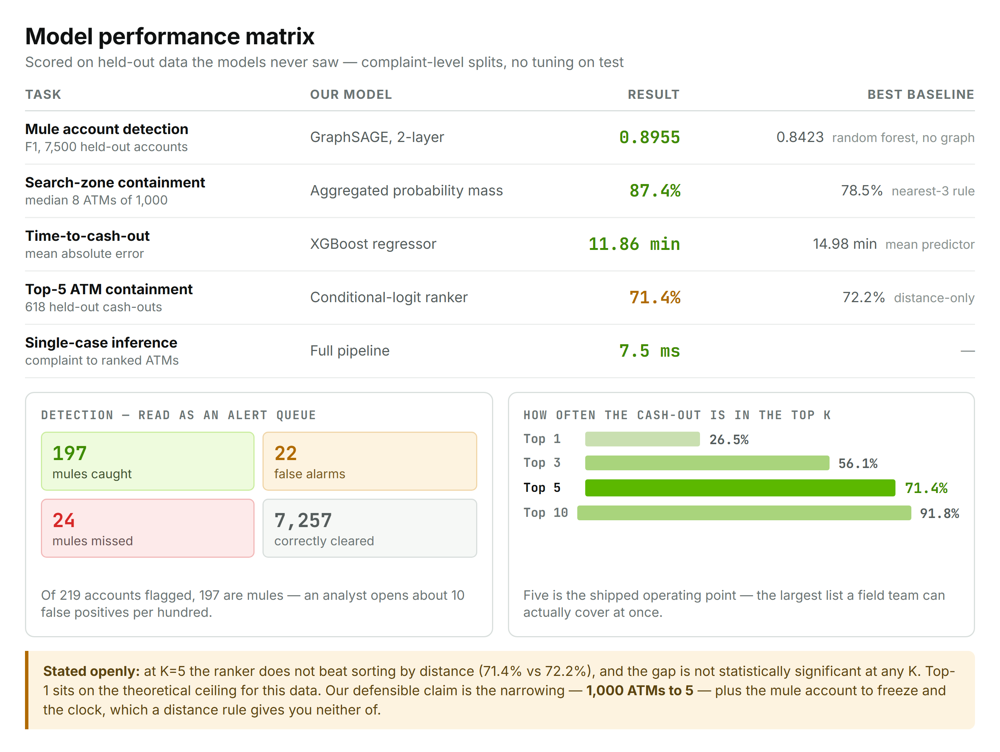 Model performance matrix
Scored on held-out data the models never saw — complaint-level splits, no tuning on test
TASK OUR MODEL RESULT BEST BASELINE
Mule account detection
F1, 7,500 held-out accounts
GraphSAGE, 2-layer 0.8955 0.8423 random forest, no graph
Search-zone containment
median 8 ATMs of 1,000
Aggregated probability mass 87.4% 78.5% nearest-3 rule
Time-to-cash-out
mean absolute error
XGBoost regressor 11.86 min 14.98 min mean predictor
Top-5 ATM containment
618 held-out cash-outs
Conditional-logit ranker 71.4% 72.2% distance-only
Single-case inference
complaint to ranked ATMs
Full pipeline 7.5 ms —
DETECTION — READ AS AN ALERT QUEUE
197
mules caught
22
false alarms
24
mules missed
7,257
correctly cleared
Of 219 accounts flagged, 197 are mules — an analyst opens about 10
false positives per hundred.
HOW OFTEN THE CASH-OUT IS IN THE TOP K
Top 1 26.5%
Top 3 56.1%
Top 5 71.4%
Top 10 91.8%
Five is the shipped operating point — the largest list a field team can
actually cover at once.
Stated openly: at K=5 the ranker does not beat sorting by distance (71.4% vs 72.2%), and the gap is not statistically significant at any K. Top-
1 sits on the theoretical ceiling for this data. Our defensible claim is the narrowing — 1,000 ATMs to 5 — plus the mule account to freeze and
the clock, which a distance rule gives you neither of.